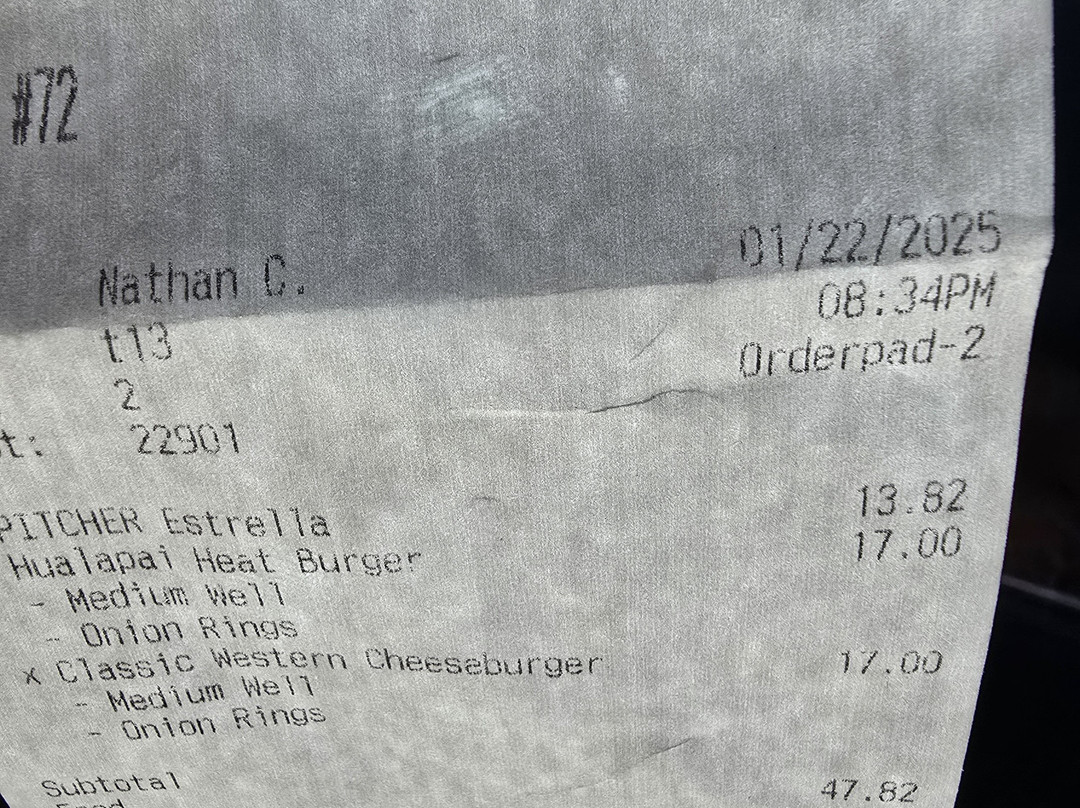 #72
Nathan C. 01/22/2025
t13 08:34PM
2 Orderpad-2
t: 22901
PITCHER Estrella 13.82
Hualapai Heat Burger 17.00
- Medium Well
- Onion Rings
x Classic Western Cheeseburger 17.00
- Medium Well
- Onion Rings
Subtotal 47.82
Food